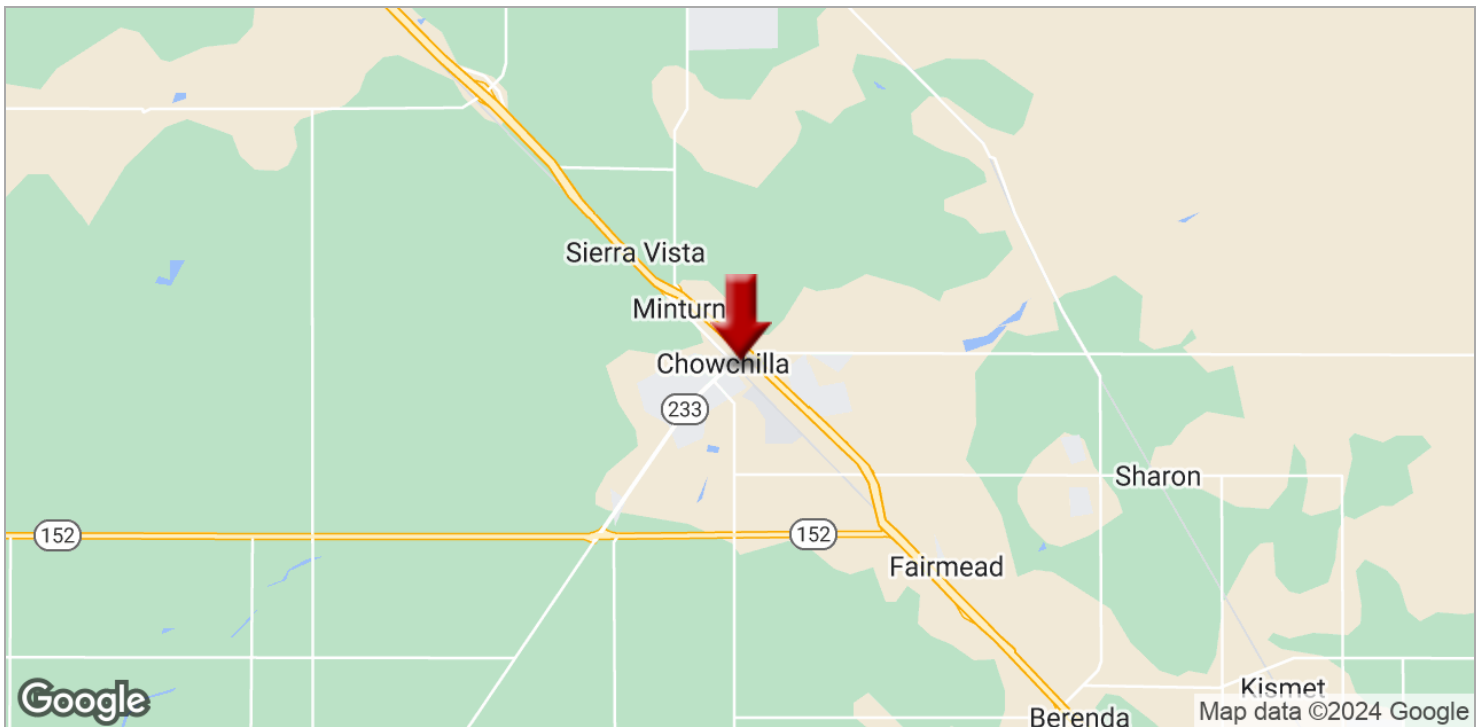 Sierra Vista
Minturn
Chowchilla
233
Sharon
152
152
Fairmead
Kismet
Berenda
Google
Map data ©2024 Google